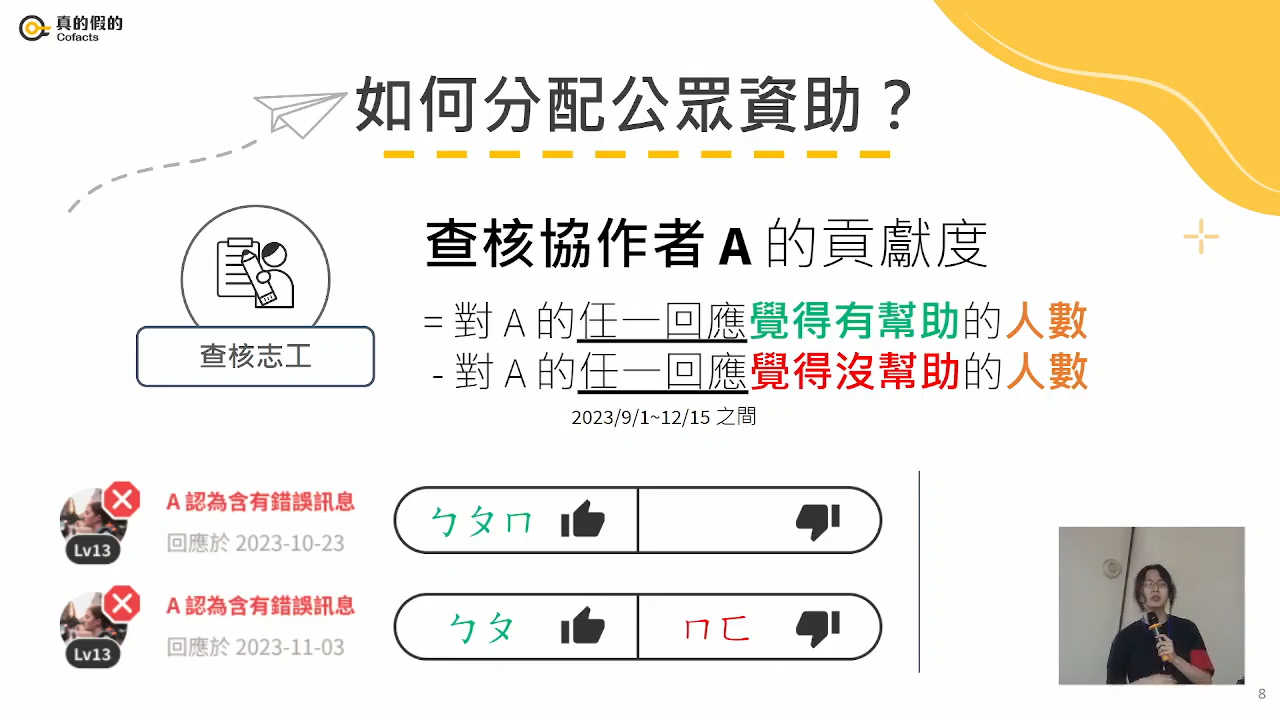 真的假的
Cofacts
如何分配公眾資助？
查核志工
查核協作者 A 的貢獻度
= 對 A 的任一回應覺得有幫助的人數
- 對 A 的任一回應覺得沒幫助的人數
2023/9/1~12/15 之間
A 認為含有錯誤訊息
回應於 2023-10-23
Lv13
ㄅㄆㄇ
A 認為含有錯誤訊息
回應於 2023-11-03
Lv13
ㄅㄆ
ㄇㄈ
8